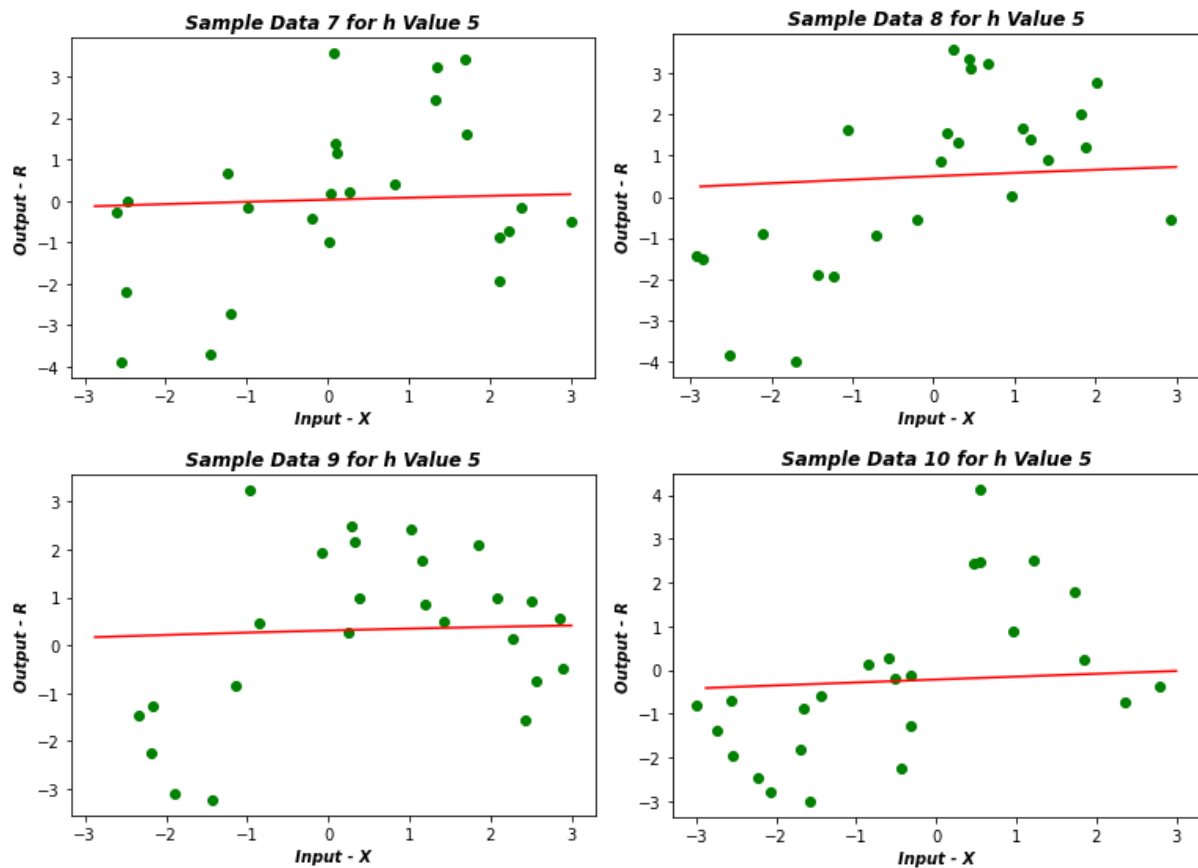 Sample Data 7 for h Value 5
Output - R
3
2
1
0
−1
−2
−3
−4
−3 −2 −1 0 1 2 3
Input - X
Sample Data 8 for h Value 5
Output - R
3
2
1
0
−1
−2
−3
−4
−3 −2 −1 0 1 2 3
Input - X
Sample Data 9 for h Value 5
Output - R
3
2
1
0
−1
−2
−3
−3 −2 −1 0 1 2 3
Input - X
Sample Data 10 for h Value 5
Output - R
4
3
2
1
0
−1
−2
−3
−3 −2 −1 0 1 2 3
Input - X